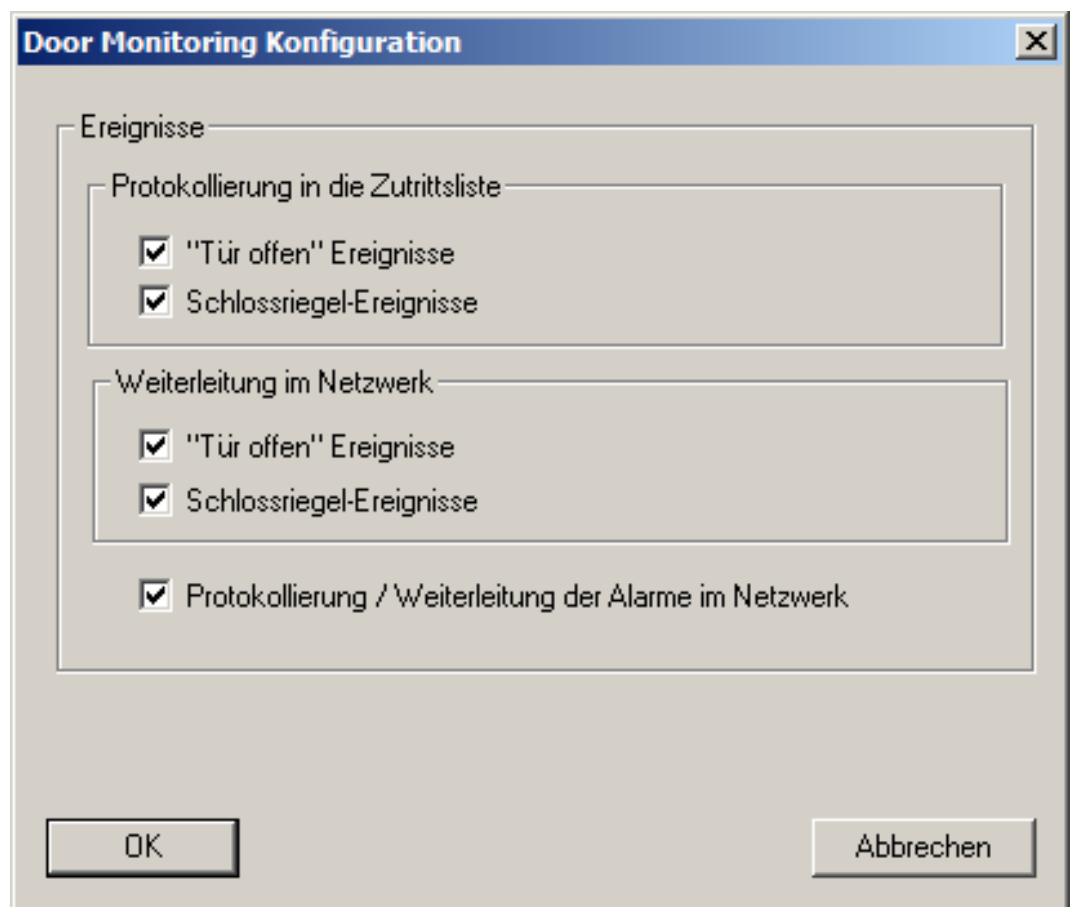 Door Monitoring Konfiguration
Ereignisse
Protokollierung in die Zutrittsliste
"Tür offen" Ereignisse
Schlossriegel-Ereignisse
Weiterleitung im Netzwerk
"Tür offen" Ereignisse
Schlossriegel-Ereignisse
Protokollierung / Weiterleitung der Alarme im Netzwerk
OK
Abbrechen